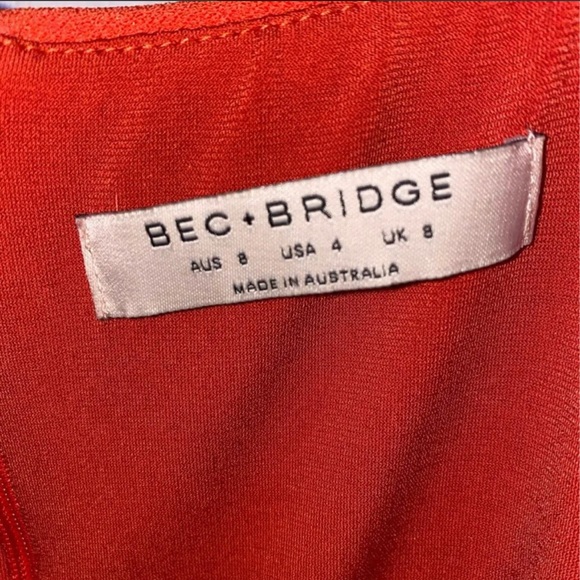 BEC+BRIDGE
AUS 8 USA 4 UK 8
MADE IN AUSTRALIA